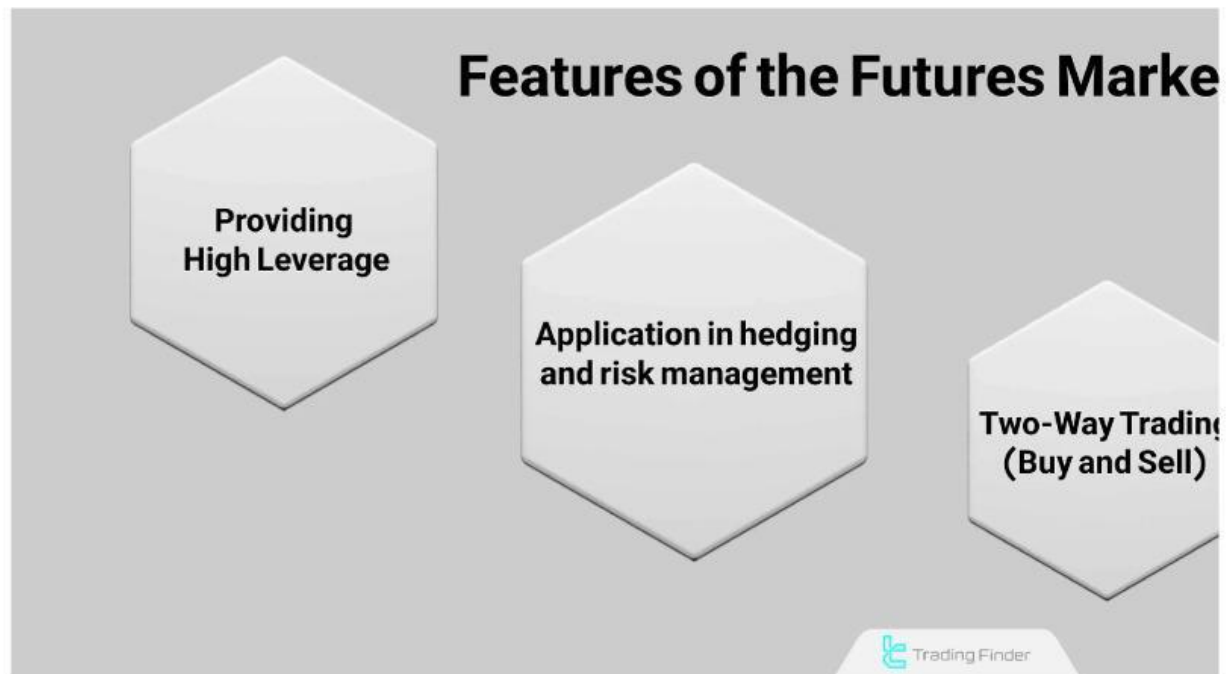 Features of the Futures Marke
Providing
High Leverage
Application in hedging
and risk management
Two-Way Trading
(Buy and Sell)
Trading Finder